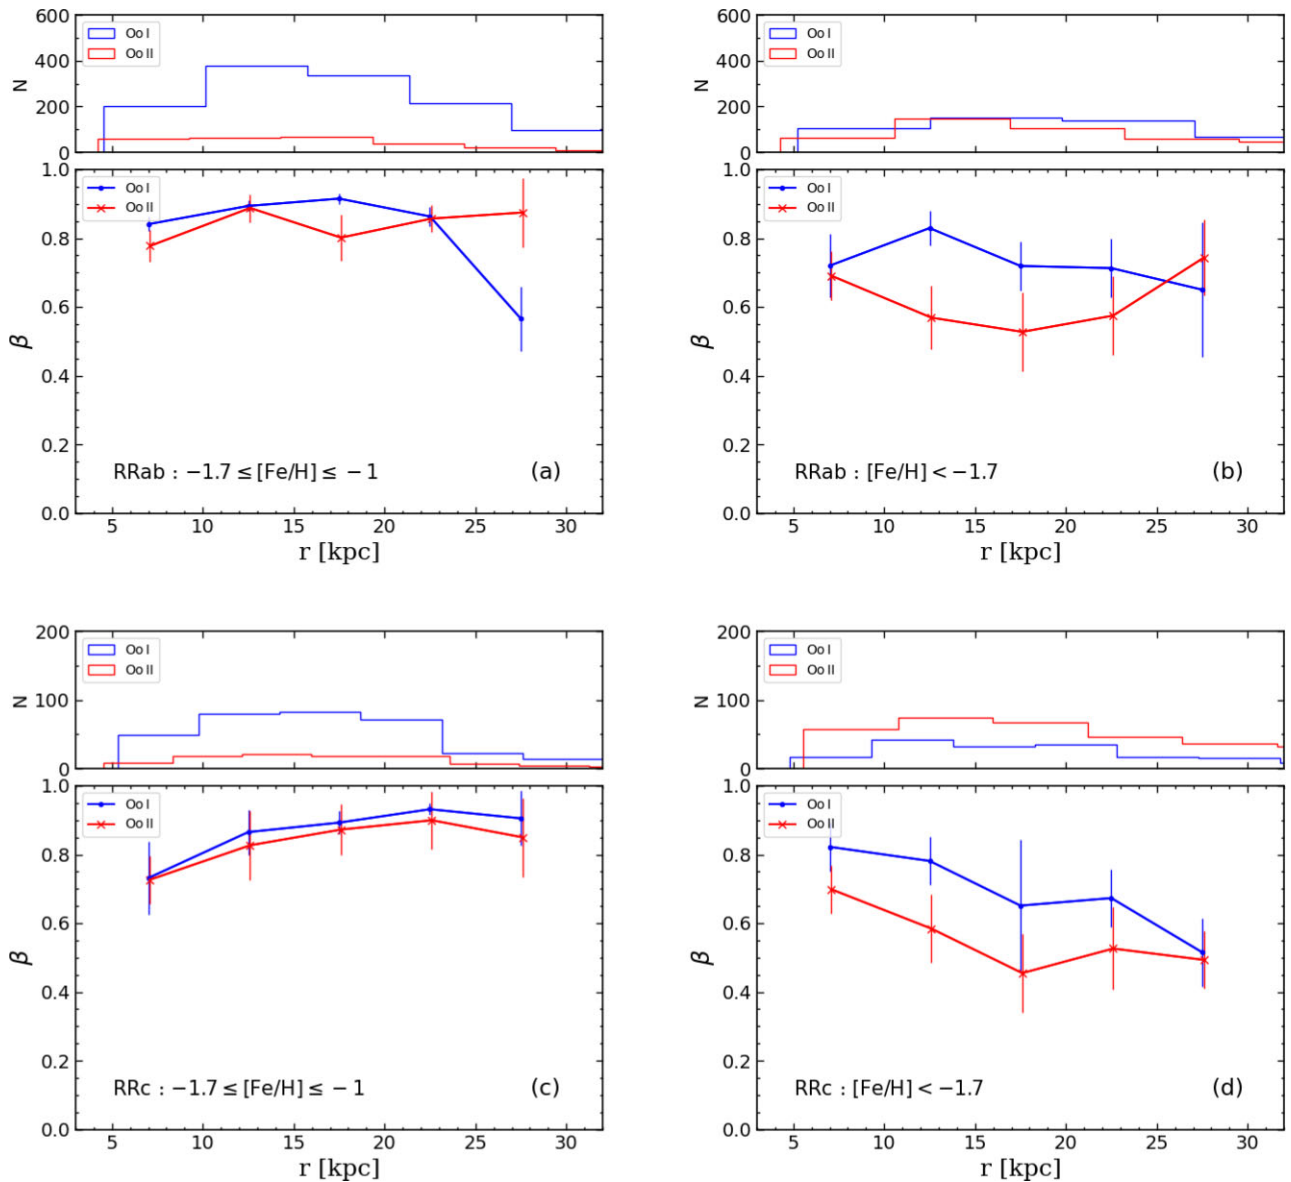 600
400
200
0
N
Oo I
Oo II
1.0
0.8
0.6
0.4
0.2
0.0
β
Oo I
Oo II
RRab : −1.7 ≤ [Fe/H] ≤ −1
(a)
5 10 15 20 25 30
r [kpc]
600
400
200
0
N
Oo I
Oo II
1.0
0.8
0.6
0.4
0.2
0.0
β
Oo I
Oo II
RRab : [Fe/H] < −1.7
(b)
5 10 15 20 25 30
r [kpc]
200
100
0
N
Oo I
Oo II
1.0
0.8
0.6
0.4
0.2
0.0
β
Oo I
Oo II
RRc : −1.7 ≤ [Fe/H] ≤ −1
(c)
5 10 15 20 25 30
r [kpc]
200
100
0
N
Oo I
Oo II
1.0
0.8
0.6
0.4
0.2
0.0
β
Oo I
Oo II
RRc : [Fe/H] < −1.7
(d)
5 10 15 20 25 30
r [kpc]